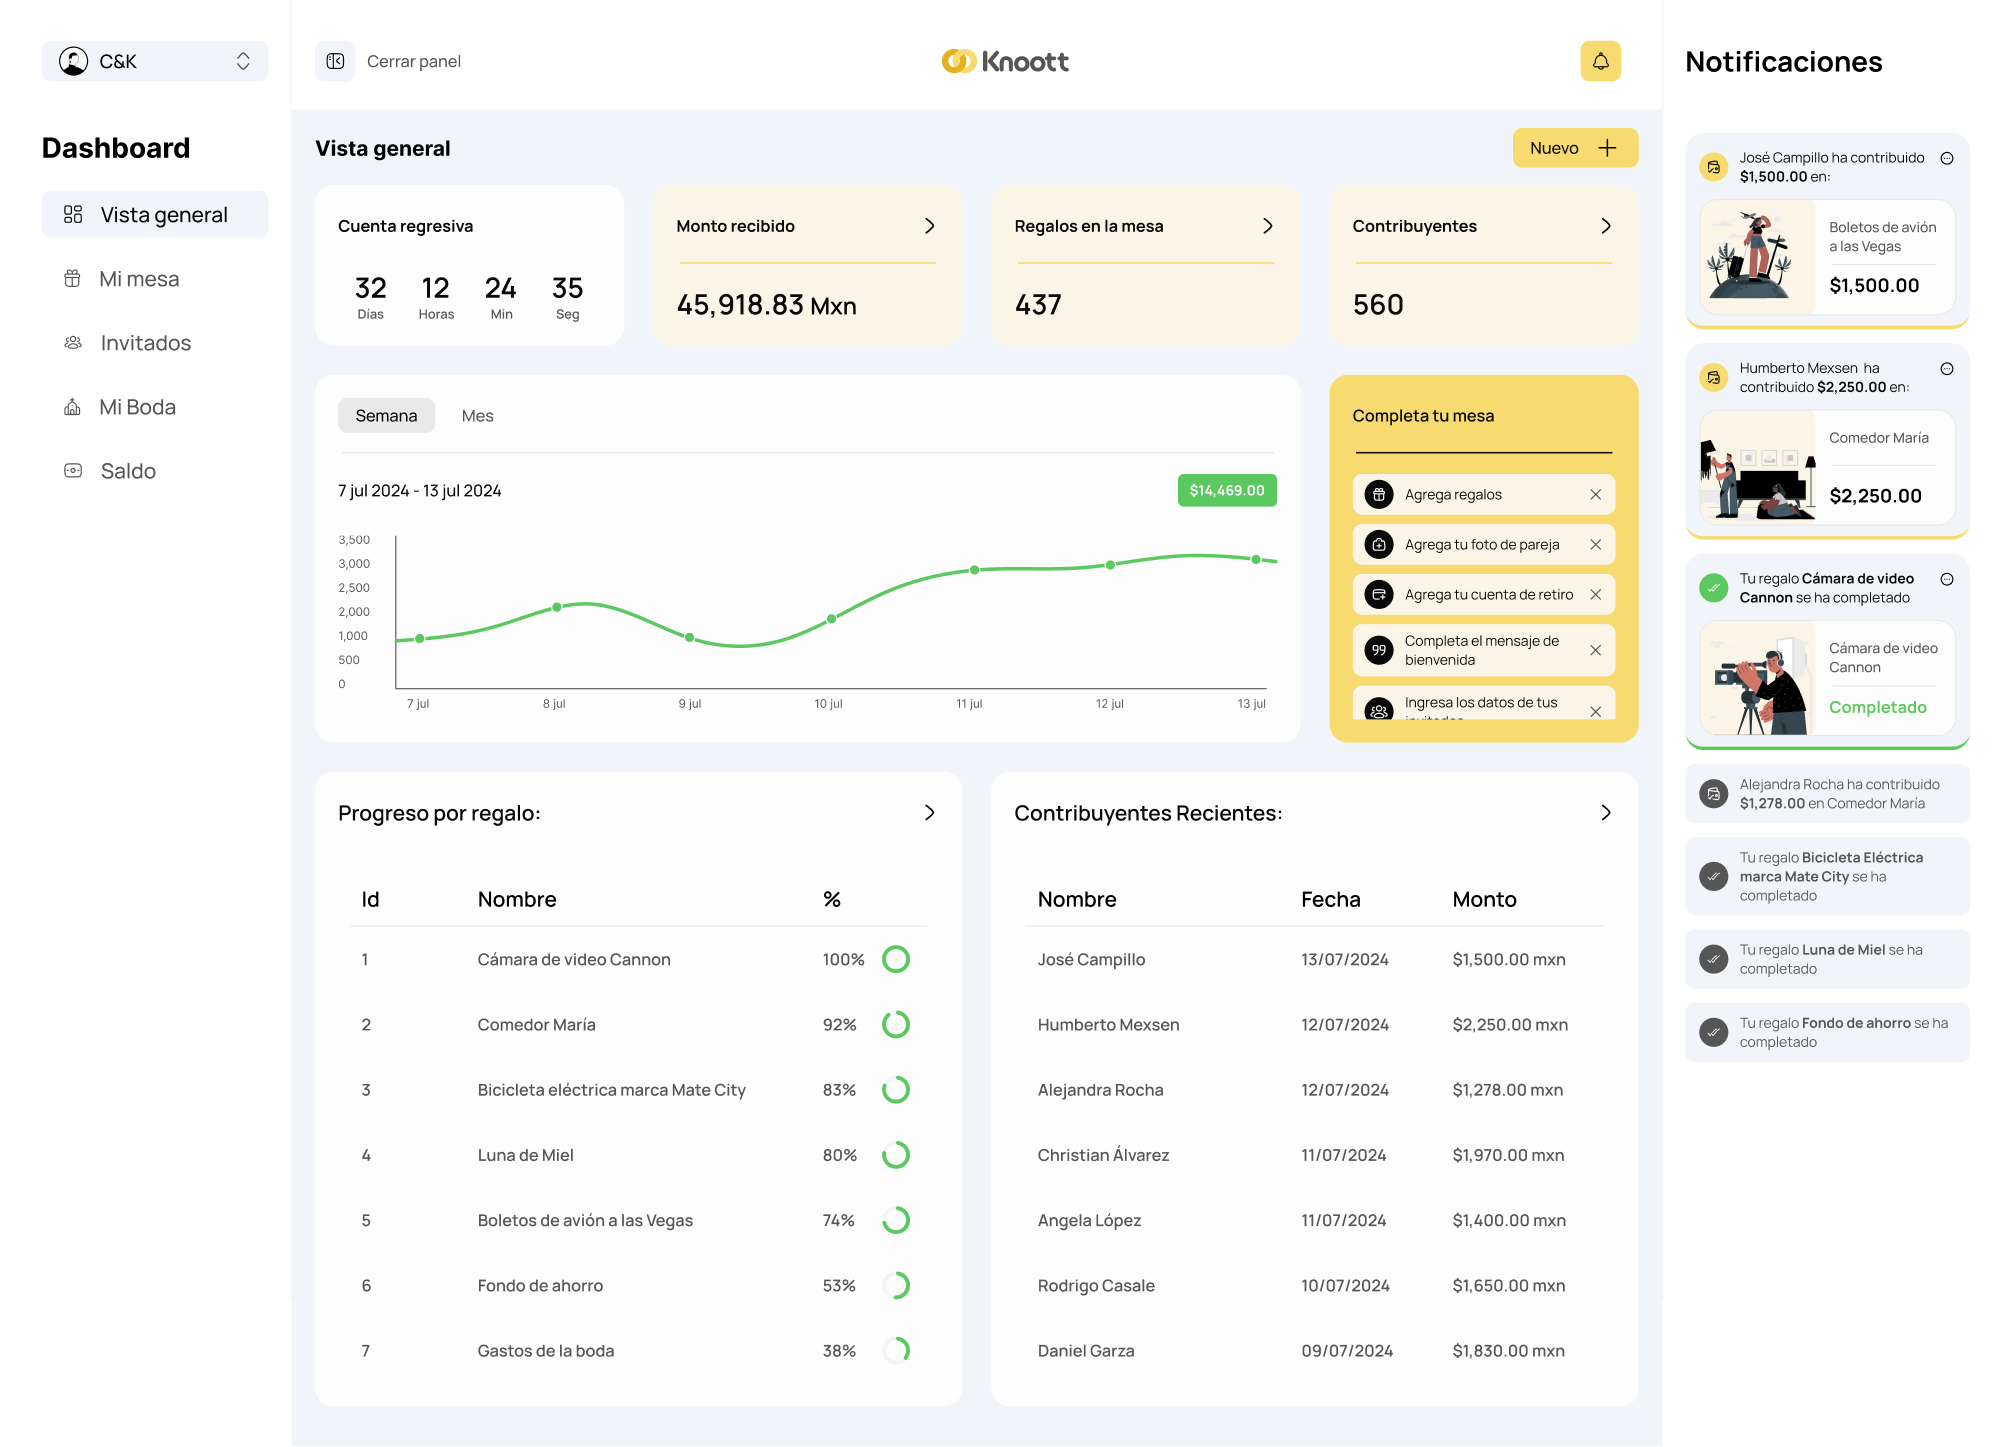 C&K
Dashboard
Vista general
Mi mesa
Invitados
Mi Boda
Saldo
Cerrar panel
Knoott
Vista general
Nuevo
Cuenta regresiva
32 12 24 35
Días Horas Min Seg
Monto recibido
45,918.83 Mxn
Regalos en la mesa
437
Contribuyentes
560
Semana Mes
7 jul 2024 - 13 jul 2024
$14,469.00
3,500
3,000
2,500
2,000
1,000
500
0
7 jul 8 jul 9 jul 10 jul 11 jul 12 jul 13 jul
Completa tu mesa
Agrega regalos
Agrega tu foto de pareja
Agrega tu cuenta de retiro
Completa el mensaje de
bienvenida
Ingresa los datos de tus
Progreso por regalo:
Id Nombre %
1 Cámara de video Cannon 100%
2 Comedor María 92%
3 Bicicleta eléctrica marca Mate City 83%
4 Luna de Miel 80%
5 Boletos de avión a las Vegas 74%
6 Fondo de ahorro 53%
7 Gastos de la boda 38%
Contribuyentes Recientes:
Nombre Fecha Monto
José Campillo 13/07/2024 $1,500.00 mxn
Humberto Mexsen 12/07/2024 $2,250.00 mxn
Alejandra Rocha 12/07/2024 $1,278.00 mxn
Christian Álvarez 11/07/2024 $1,970.00 mxn
Angela López 11/07/2024 $1,400.00 mxn
Rodrigo Casale 10/07/2024 $1,650.00 mxn
Daniel Garza 09/07/2024 $1,830.00 mxn
Notificaciones
José Campillo ha contribuido
$1,500.00 en:
Boletos de avión
a las Vegas
$1,500.00
Humberto Mexsen ha
contribuido $2,250.00 en:
Comedor María
$2,250.00
Tu regalo Cámara de video
Cannon se ha completado
Cámara de video
Cannon
Completado
Alejandra Rocha ha contribuido
$1,278.00 en Comedor María
Tu regalo Bicicleta Eléctrica
marca Mate City se ha
completado
Tu regalo Luna de Miel se ha
completado
Tu regalo Fondo de ahorro se ha
completado